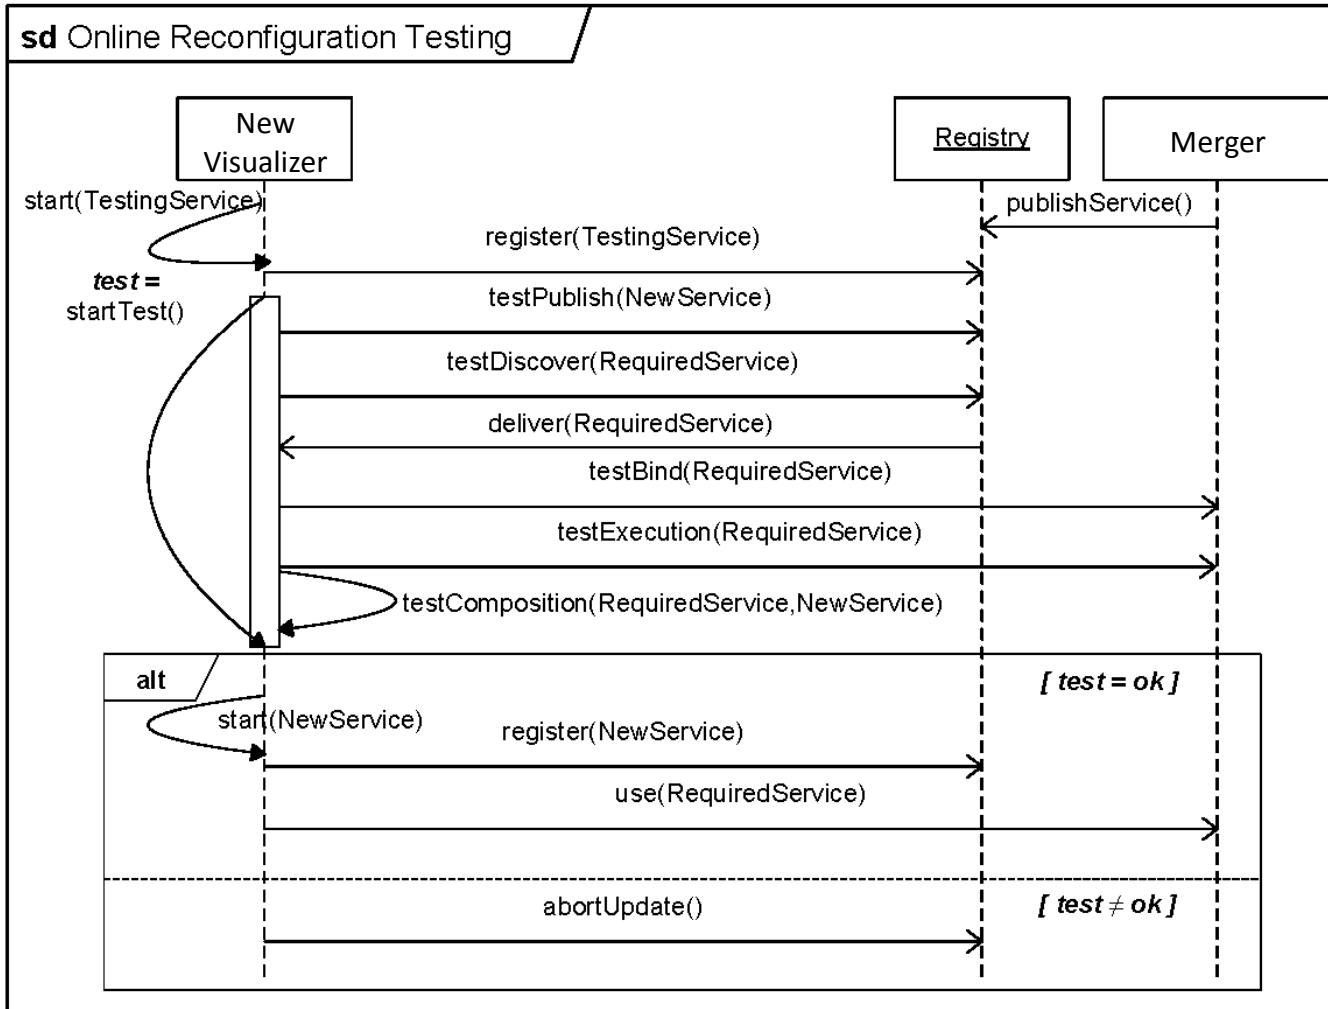 sd Online Reconfiguration Testing
New
Visualizer
Registry
Merger
start(TestingService)
publishService()
register(TestingService)
test =
startTest()
testPublish(NewService)
testDiscover(RequiredService)
deliver(RequiredService)
testBind(RequiredService)
testExecution(RequiredService)
testComposition(RequiredService,NewService)
alt
[ test = ok ]
start(NewService)
register(NewService)
use(RequiredService)
abortUpdate()
[ test ≠ ok ]